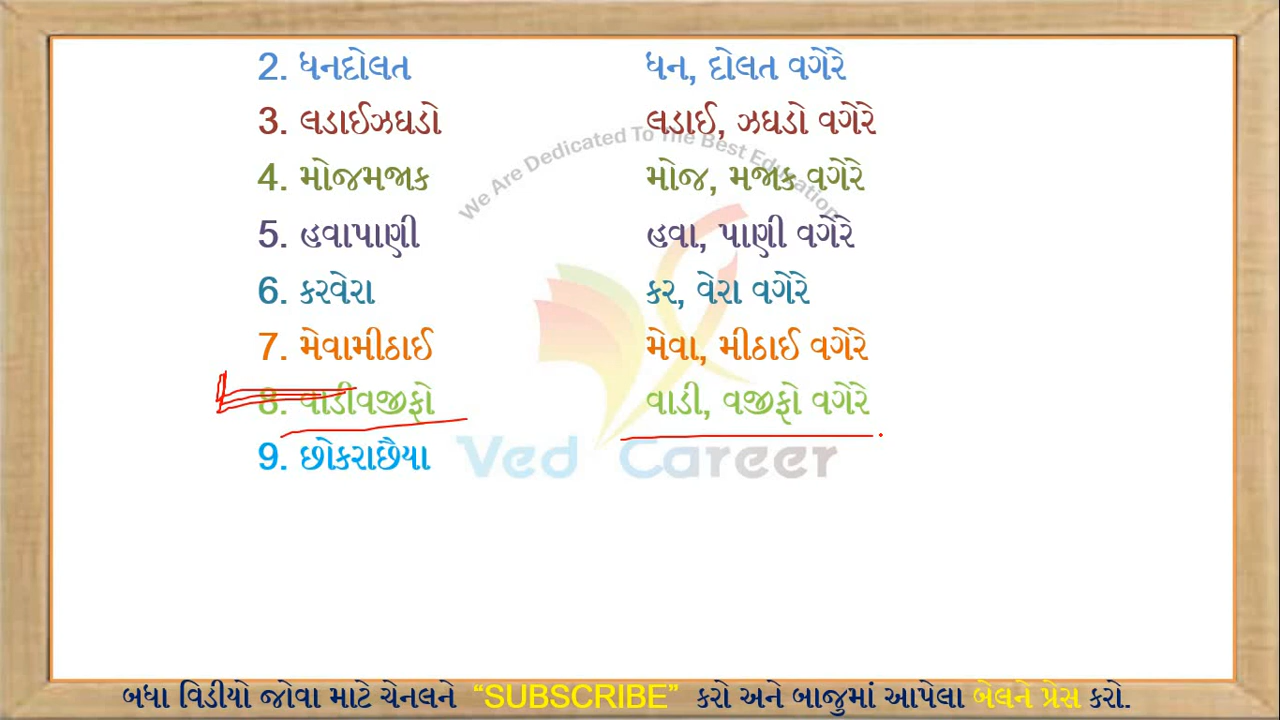 2. ધનદોલત ધન, દોલત વગેરે
3. લડાઈઝઘડો લડાઈ, ઝઘડો વગેરે
We Are Dedicated To The Best Education
4. મોજમજાક મોજ, મજાક વગેરે
5. હવાપાણી હવા, પાણી વગેરે
6. કરવેરા કર, વેરા વગેરે
7. મેવામીઠાઈ મેવા, મીઠાઈ વગેરે
8. વાડીવજીફો વાડી, વજીફો વગેરે
9. છોકરાછૈયા
Ved Career
બધા વિડીયો જોવા માટે ચેનલને “SUBSCRIBE” કરો અને બાજુમાં આપેલા બેલને પ્રેસ કરો.